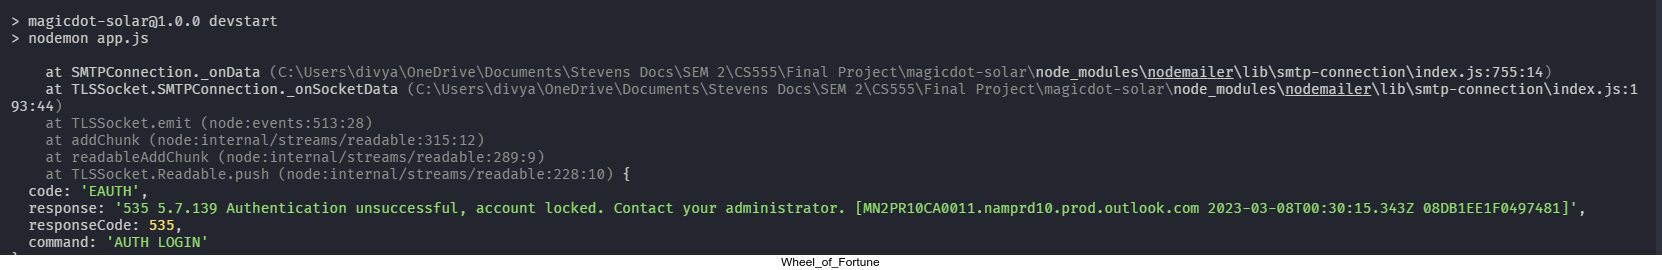 > magicdot-solar@1.0.0 devstart
> nodemon app.js
at SMTPConnection._onData (C:\Users\divya\OneDrive\Documents\Stevens Docs\SEM 2\CS555\Final Project\magicdot-solar\node_modules\nodemailer\lib\smtp-connection\index.js:755:14)
at TLSSocket.SMTPConnection._onSocketData (C:\Users\divya\OneDrive\Documents\Stevens Docs\SEM 2\CS555\Final Project\magicdot-solar\node_modules\nodemailer\lib\smtp-connection\index.js:1
93:44)
at TLSSocket.emit (node:events:513:28)
at addChunk (node:internal/streams/readable:315:12)
at readableAddChunk (node:internal/streams/readable:289:9)
at TLSSocket.Readable.push (node:internal/streams/readable:228:10) {
code: 'EAUTH',
response: '535 5.7.139 Authentication unsuccessful, account locked. Contact your administrator. [MN2PR10CA0011.namprd10.prod.outlook.com 2023-03-08T00:30:15.343Z 08DB1EE1F0497481]',
responseCode: 535,
command: 'AUTH LOGIN'
Wheel_of_Fortune